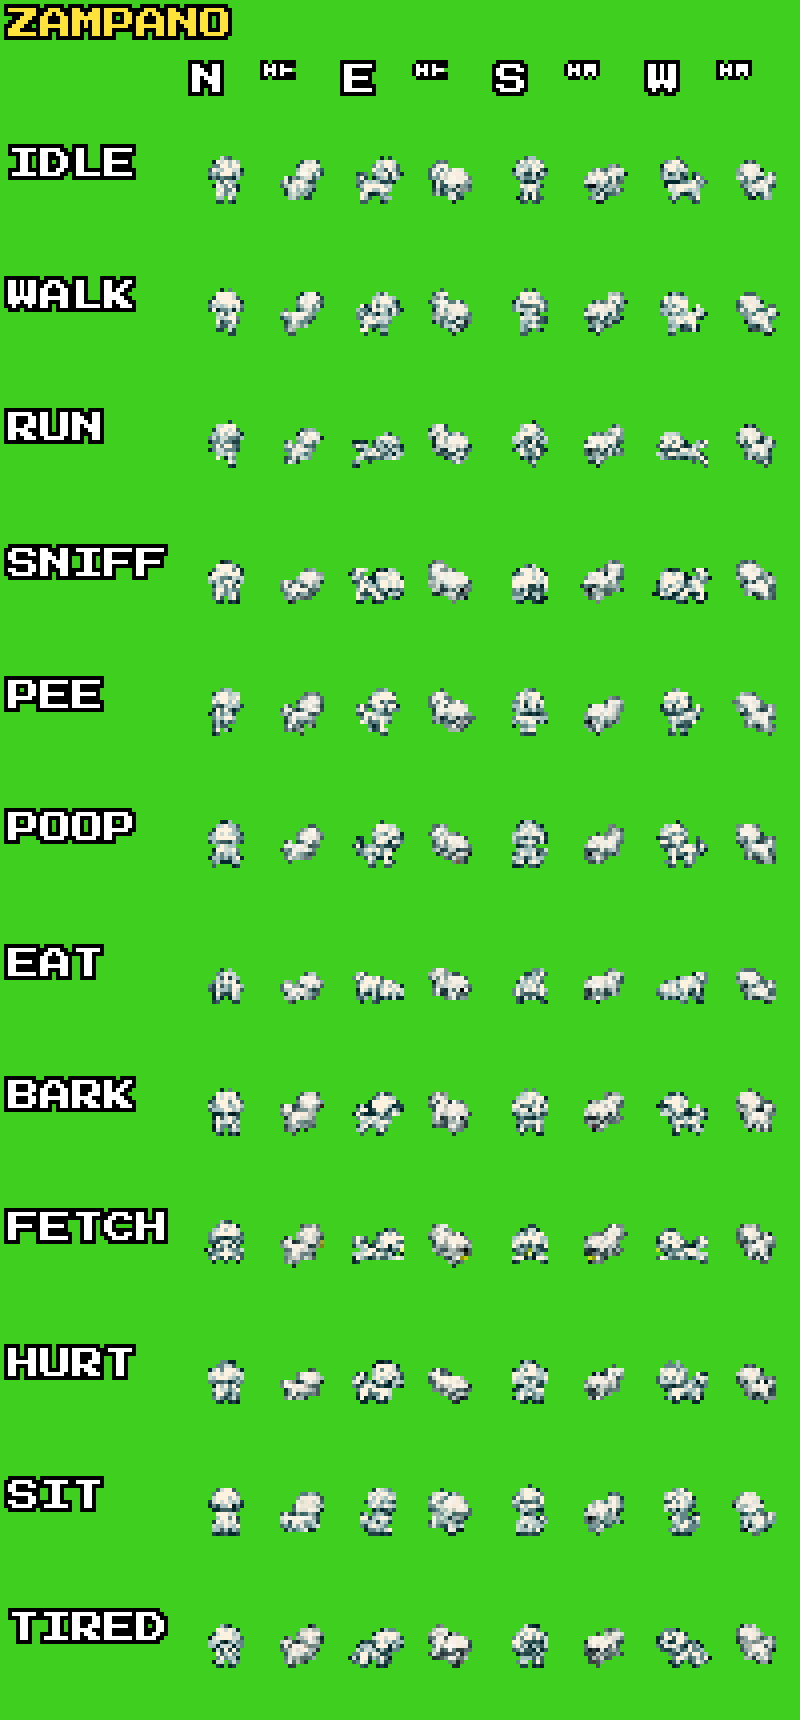 ZAMPANO
N E S W
IDLE
WALK
RUN
SNIFF
PEE
POOP
EAT
BARK
FETCH
HURT
SIT
TIRED